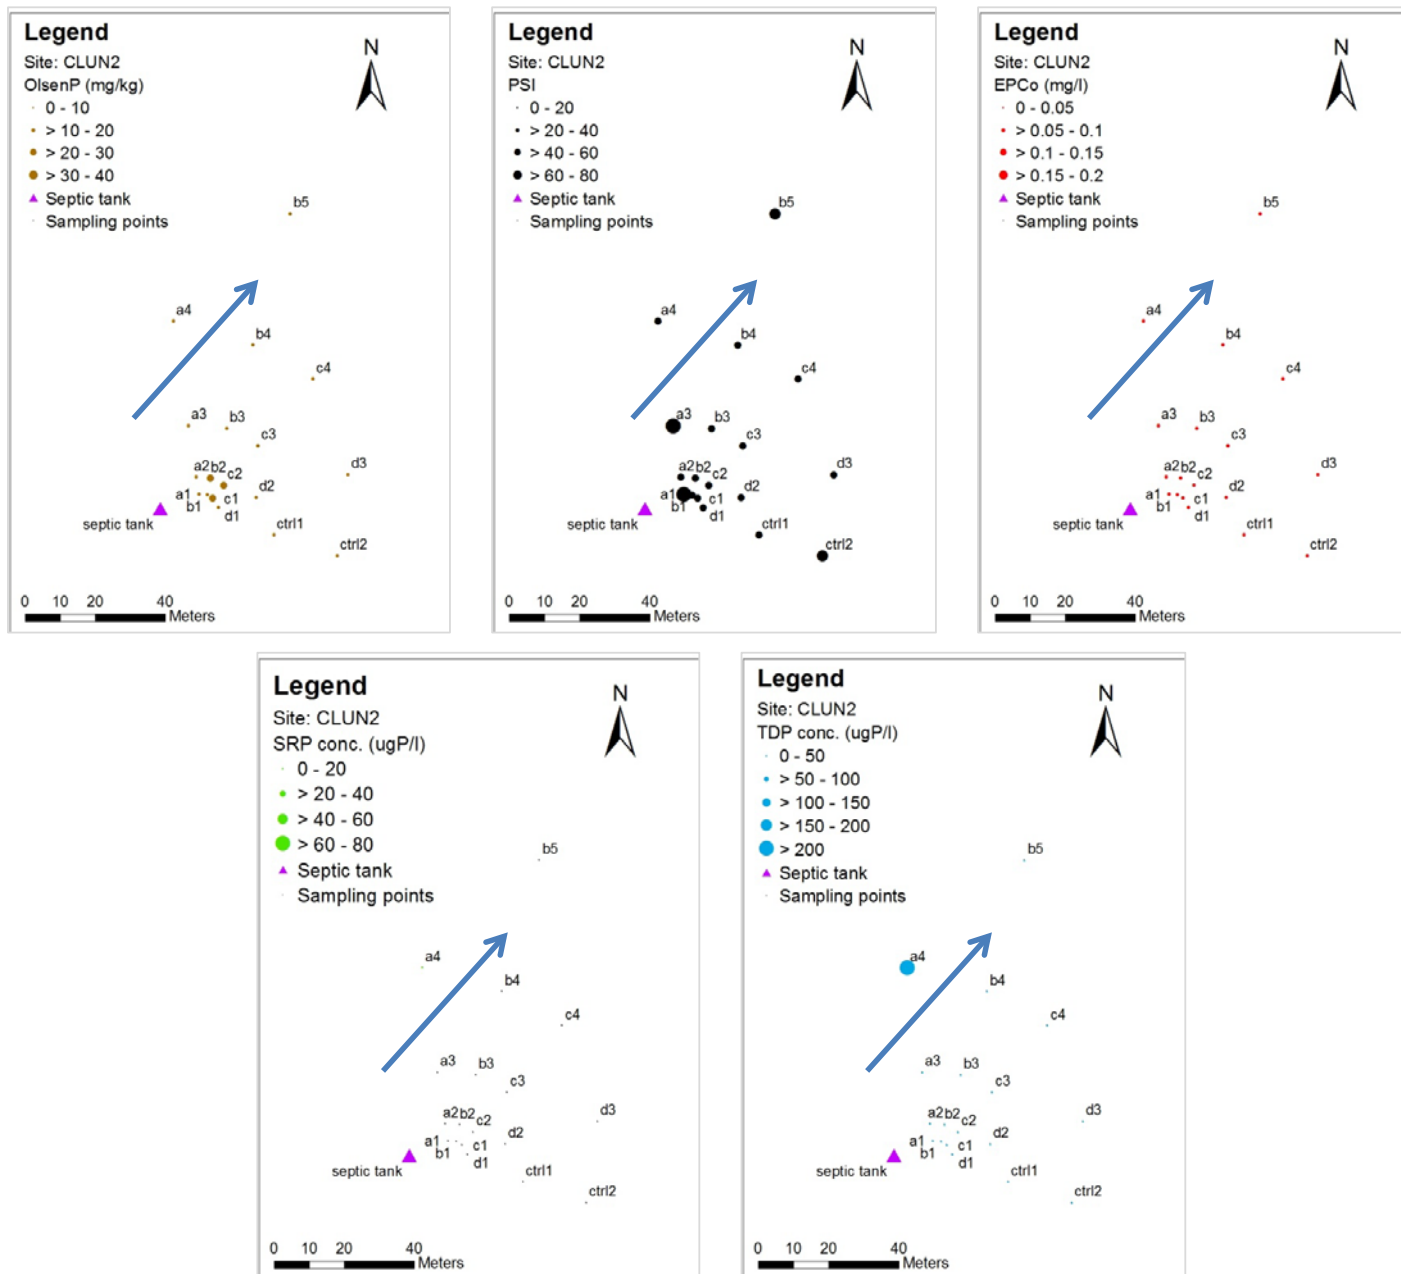 Legend
Site: CLUN2
OlsenP (mg/kg)
0 - 10
> 10 - 20
> 20 - 30
> 30 - 40
Septic tank
Sampling points
N
b5
a4
b4
c4
a3
b3
c3
a2 b2 c2
d3
d2
a1
b1
c1
d1
septic tank
ctrl1
ctrl2
0 10 20 40
Meters
Legend
Site: CLUN2
PSI
0 - 20
> 20 - 40
> 40 - 60
> 60 - 80
Septic tank
Sampling points
N
b5
a4
b4
c4
a3
b3
c3
a2 b2 c2
d3
d2
a1
b1
c1
d1
septic tank
ctrl1
ctrl2
0 10 20 40
Meters
Legend
Site: CLUN2
EPCo (mg/l)
0 - 0.05
> 0.05 - 0.1
> 0.1 - 0.15
> 0.15 - 0.2
Septic tank
Sampling points
N
b5
a4
b4
c4
a3
b3
c3
a2 b2 c2
d3
d2
a1
b1
c1
d1
septic tank
ctrl1
ctrl2
0 10 20 40
Meters
Legend
Site: CLUN2
SRP conc. (ugP/l)
0 - 20
> 20 - 40
> 40 - 60
> 60 - 80
Septic tank
Sampling points
N
b5
a4
b4
c4
a3
b3
c3
a2 b2 c2
d3
d2
a1
b1
c1
d1
septic tank
ctrl1
ctrl2
0 10 20 40
Meters
Legend
Site: CLUN2
TDP conc. (ugP/l)
0 - 50
> 50 - 100
> 100 - 150
> 150 - 200
> 200
Septic tank
Sampling points
N
b5
a4
b4
c4
a3
b3
c3
a2 b2 c2
d3
d2
a1
b1
c1
d1
septic tank
ctrl1
ctrl2
0 10 20 40
Meters